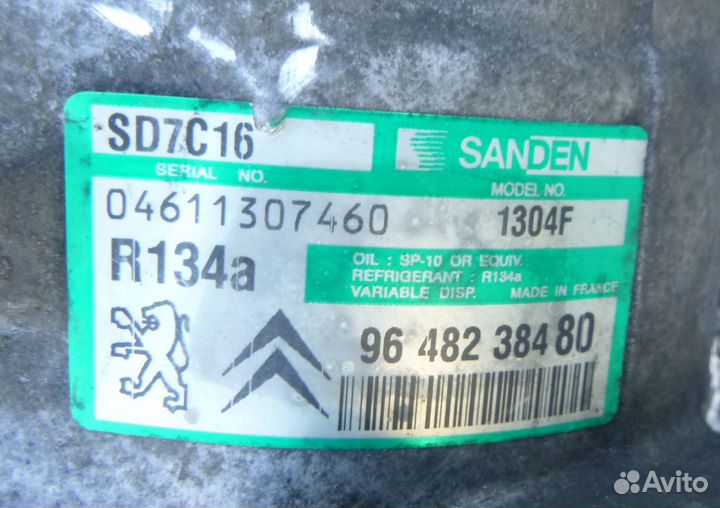 SD7C16
SANDEN
SERIAL NO.
MODEL NO.
04611307460
1304F
R134a
OIL : SP-10 OR EQUIV.
REFRIGERANT : R134a
VARIABLE DISP. MADE IN FRANCE
96 482 384 80
Avito